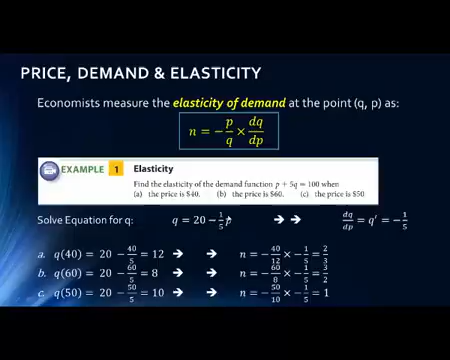 PRICE, DEMAND & ELASTICITY
Economists measure the elasticity of demand at the point (q, p) as:
n = −p/q × dq/dp
EXAMPLE 1 Elasticity
Find the elasticity of the demand function p + 5q = 100 when
(a) the price is $40. (b) the price is $60. (c) the price is $50
Solve Equation for q: q = 20 − 1/5 p ➔ ➔ dq/dp = q′ = −1/5
a. q(40) = 20 − 40/5 = 12 ➔ ➔ n = −40/12 × −1/5 = 2/3
b. q(60) = 20 − 60/5 = 8 ➔ ➔ n = −60/8 × −1/5 = 3/2
c. q(50) = 20 − 50/5 = 10 ➔ ➔ n = −50/10 × −1/5 = 1